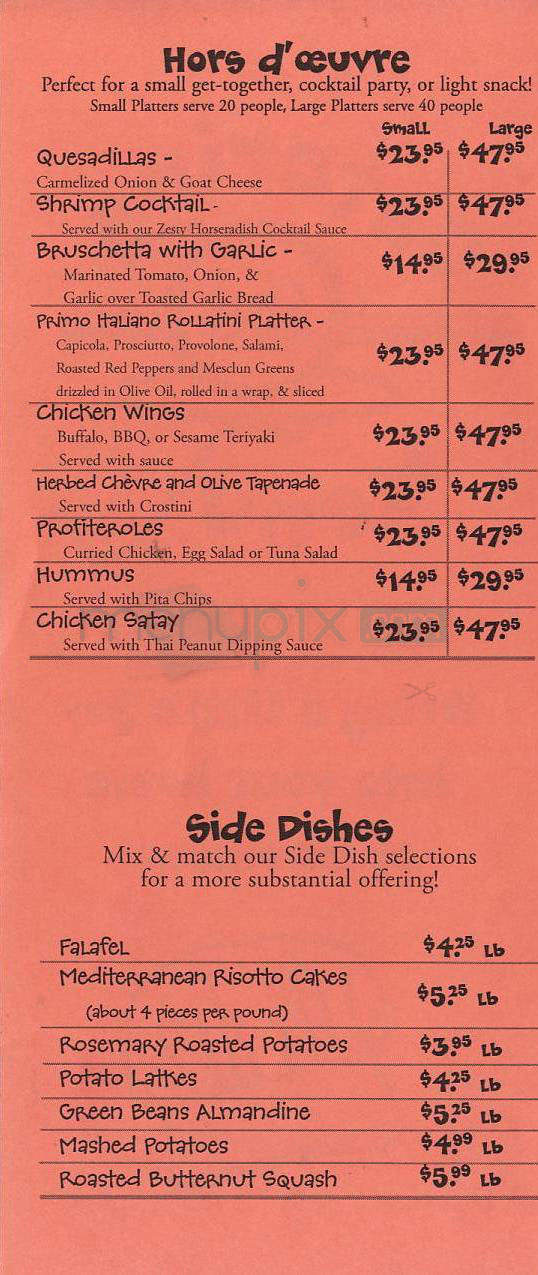 Hors d'œuvre
Perfect for a small get-together, cocktail party, or light snack!
Small Platters serve 20 people, Large Platters serve 40 people
Small Large
Quesadillas - $23.95 $47.95
Carmelized Onion & Goat Cheese
Shrimp Cocktail- $23.95 $47.95
Served with our Zesty Horseradish Cocktail Sauce
Bruschetta with Garlic - $14.95 $29.95
Marinated Tomato, Onion, &
Garlic over Toasted Garlic Bread
Primo Italiano Rollatini Platter -
Capicola, Prosciutto, Provolone, Salami, $23.95 $47.95
Roasted Red Peppers and Mesclun Greens
drizzled in Olive Oil, rolled in a wrap, & sliced
Chicken Wings
Buffalo, BBQ, or Sesame Teriyaki $23.95 $47.95
Served with sauce
Herbed Chèvre and Olive Tapenade $23.95 $47.95
Served with Crostini
Profiteroles $23.95 $47.95
Curried Chicken, Egg Salad or Tuna Salad
Hummus $14.95 $29.95
Served with Pita Chips
Chicken Satay $23.95 $47.95
Served with Thai Peanut Dipping Sauce
menupix
Side Dishes
Mix & match our Side Dish selections
for a more substantial offering!
Falafel $4.25 Lb
Mediterranean Risotto Cakes $5.25 Lb
(about 4 pieces per pound)
Rosemary Roasted Potatoes $3.95 Lb
Potato Latkes $4.25 Lb
Green Beans Almandine $5.25 Lb
Mashed Potatoes $4.99 Lb
Roasted Butternut Squash $5.99 Lb